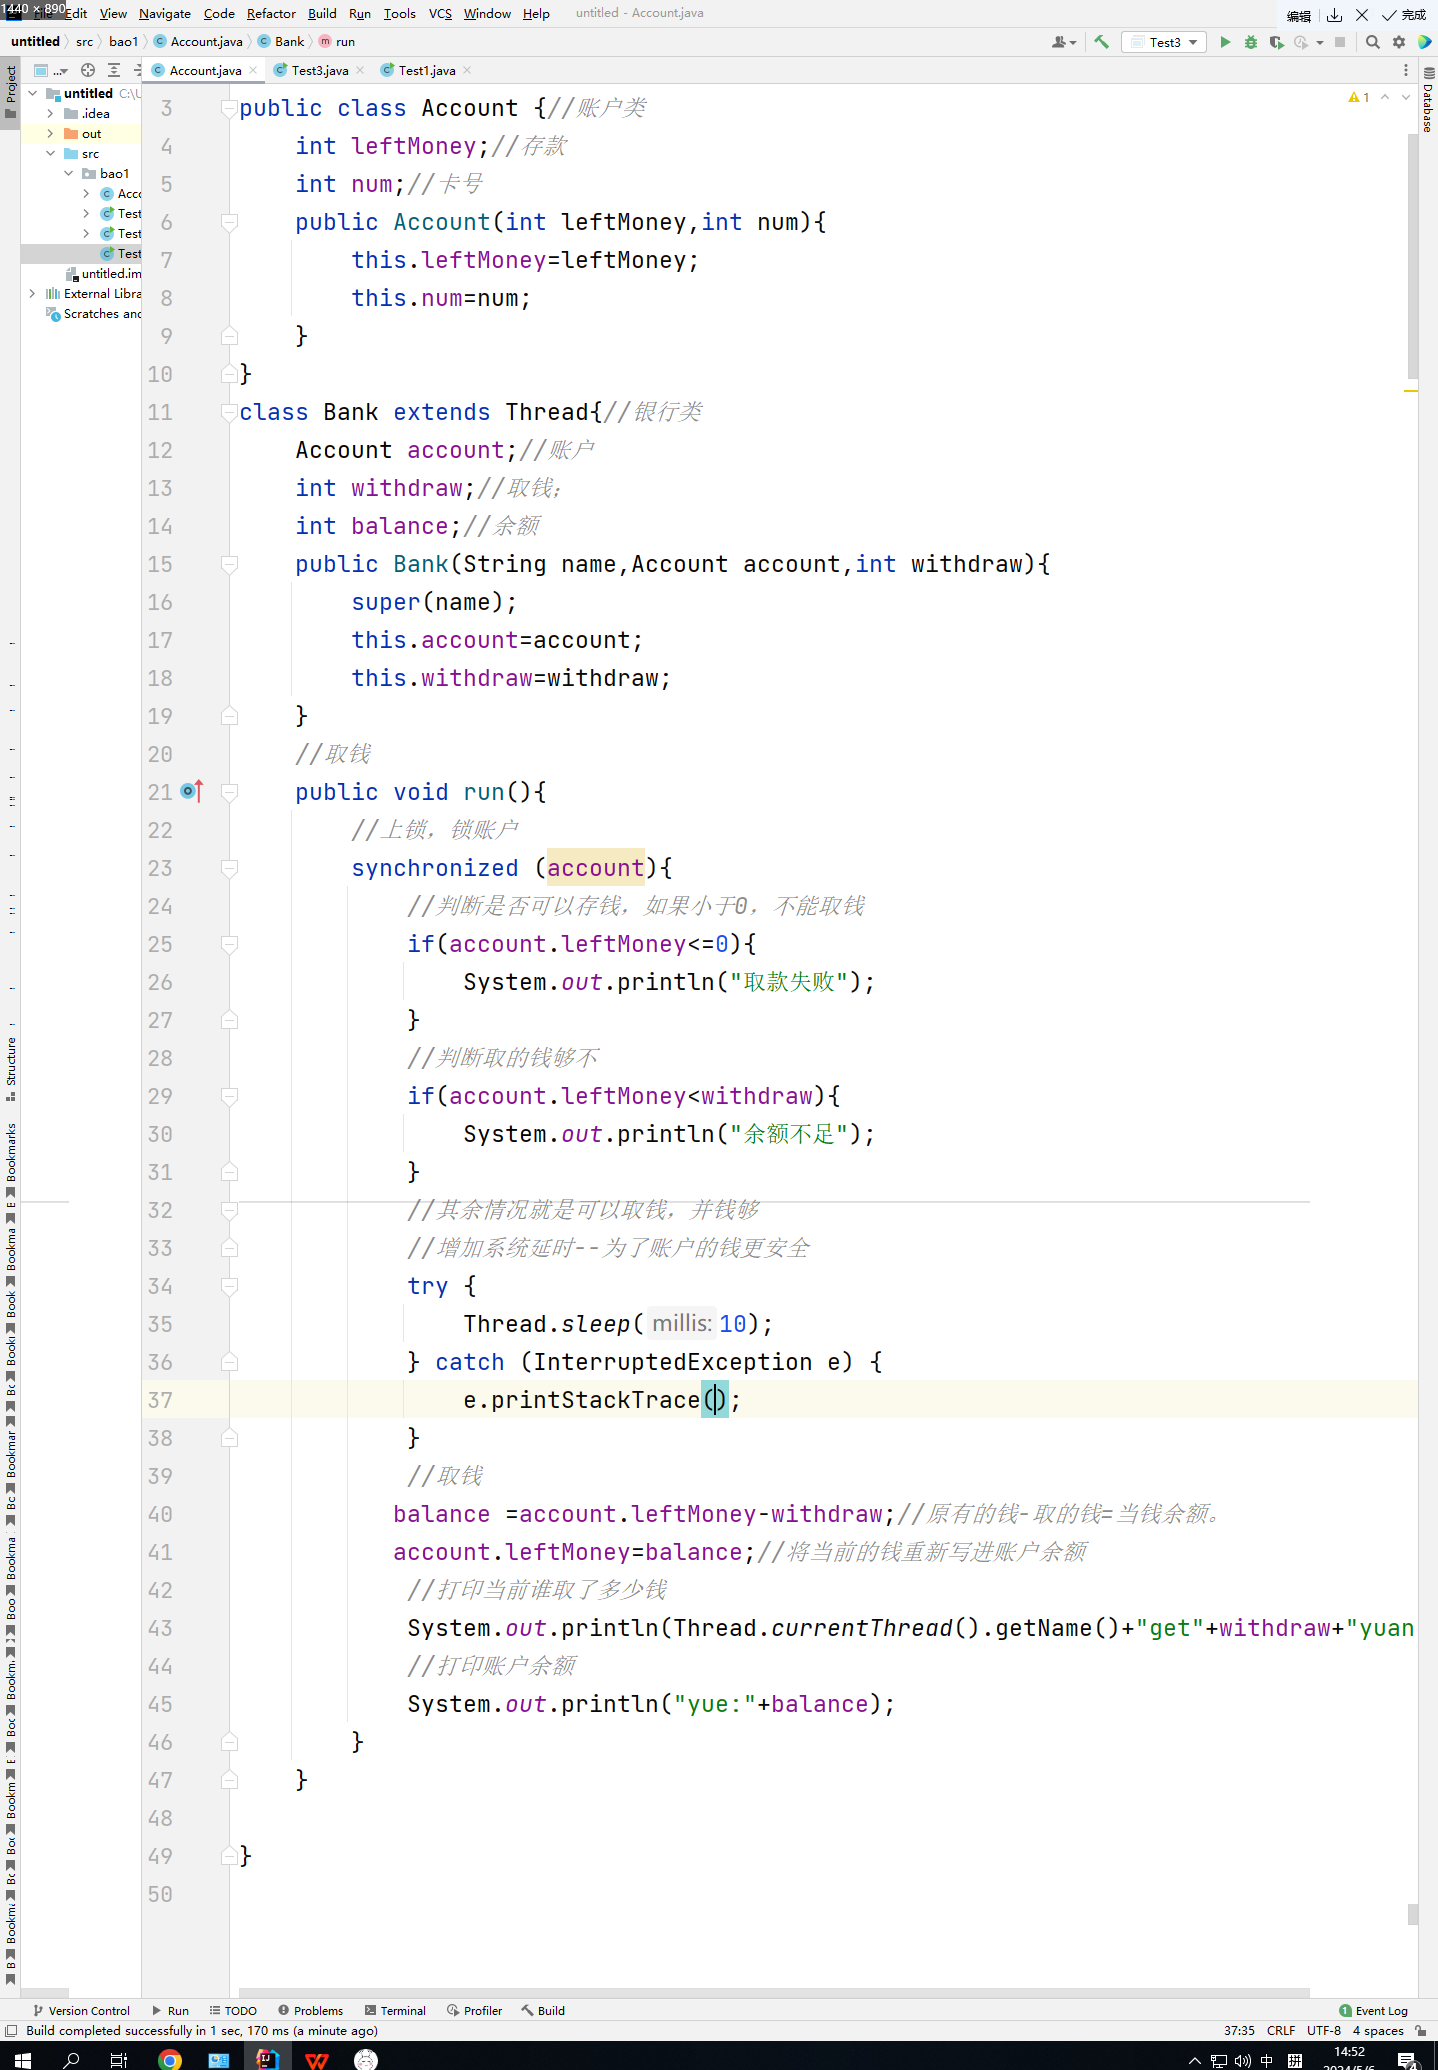 1440 × 890
File Edit View Navigate Code Refactor Build Run Tools VCS Window Help untitled - Account.java
编辑 完成
untitled src bao1 Account.java Bank run
Test3
Project
Account.java Test3.java Test1.java
Database
untitled C:\U
.idea
out
src
bao1
Acco
Test
Test
Test
untitled.im
External Libra
Scratches and
1
3 public class Account {//账户类
4 int leftMoney;//存款
5 int num;//卡号
6 public Account(int leftMoney,int num){
7 this.leftMoney=leftMoney;
8 this.num=num;
9 }
10 }
11 class Bank extends Thread{//银行类
12 Account account;//账户
13 int withdraw;//取钱;
14 int balance;//余额
15 public Bank(String name,Account account,int withdraw){
16 super(name);
17 this.account=account;
18 this.withdraw=withdraw;
19 }
20 //取钱
21 public void run(){
22 //上锁，锁账户
23 synchronized (account){
24 //判断是否可以存钱，如果小于0，不能取钱
25 if(account.leftMoney<=0){
26 System.out.println("取款失败");
27 }
28 //判断取的钱够不
29 if(account.leftMoney<withdraw){
30 System.out.println("余额不足");
31 }
32 //其余情况就是可以取钱，并钱够
33 //增加系统延时--为了账户的钱更安全
34 try {
35 Thread.sleep( millis: 10);
36 } catch (InterruptedException e) {
37 e.printStackTrace();
38 }
39 //取钱
40 balance =account.leftMoney-withdraw;//原有的钱-取的钱=当钱余额。
41 account.leftMoney=balance;//将当前的钱重新写进账户余额
42 //打印当前谁取了多少钱
43 System.out.println(Thread.currentThread().getName()+"get"+withdraw+"yuan
44 //打印账户余额
45 System.out.println("yue:"+balance);
46 }
47 }
48
49 }
50
Structure
Bookmarks
Version Control Run TODO Problems Terminal Profiler Build
1 Event Log
Build completed successfully in 1 sec, 170 ms (a minute ago)
37:35 CRLF UTF-8 4 spaces
中 拼
14:52
4